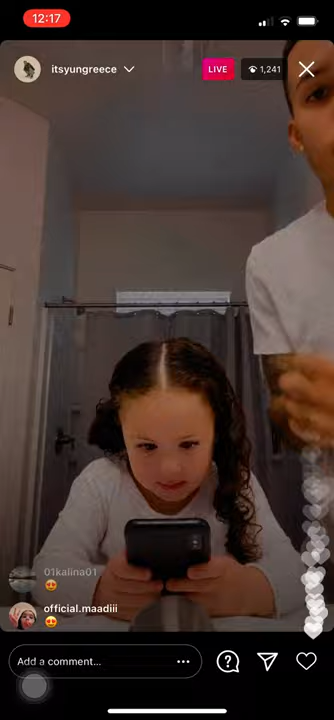 12:17
itsyungreece
LIVE
1,241
01kalina01
😍
official.maadiii
😍
Add a comment...